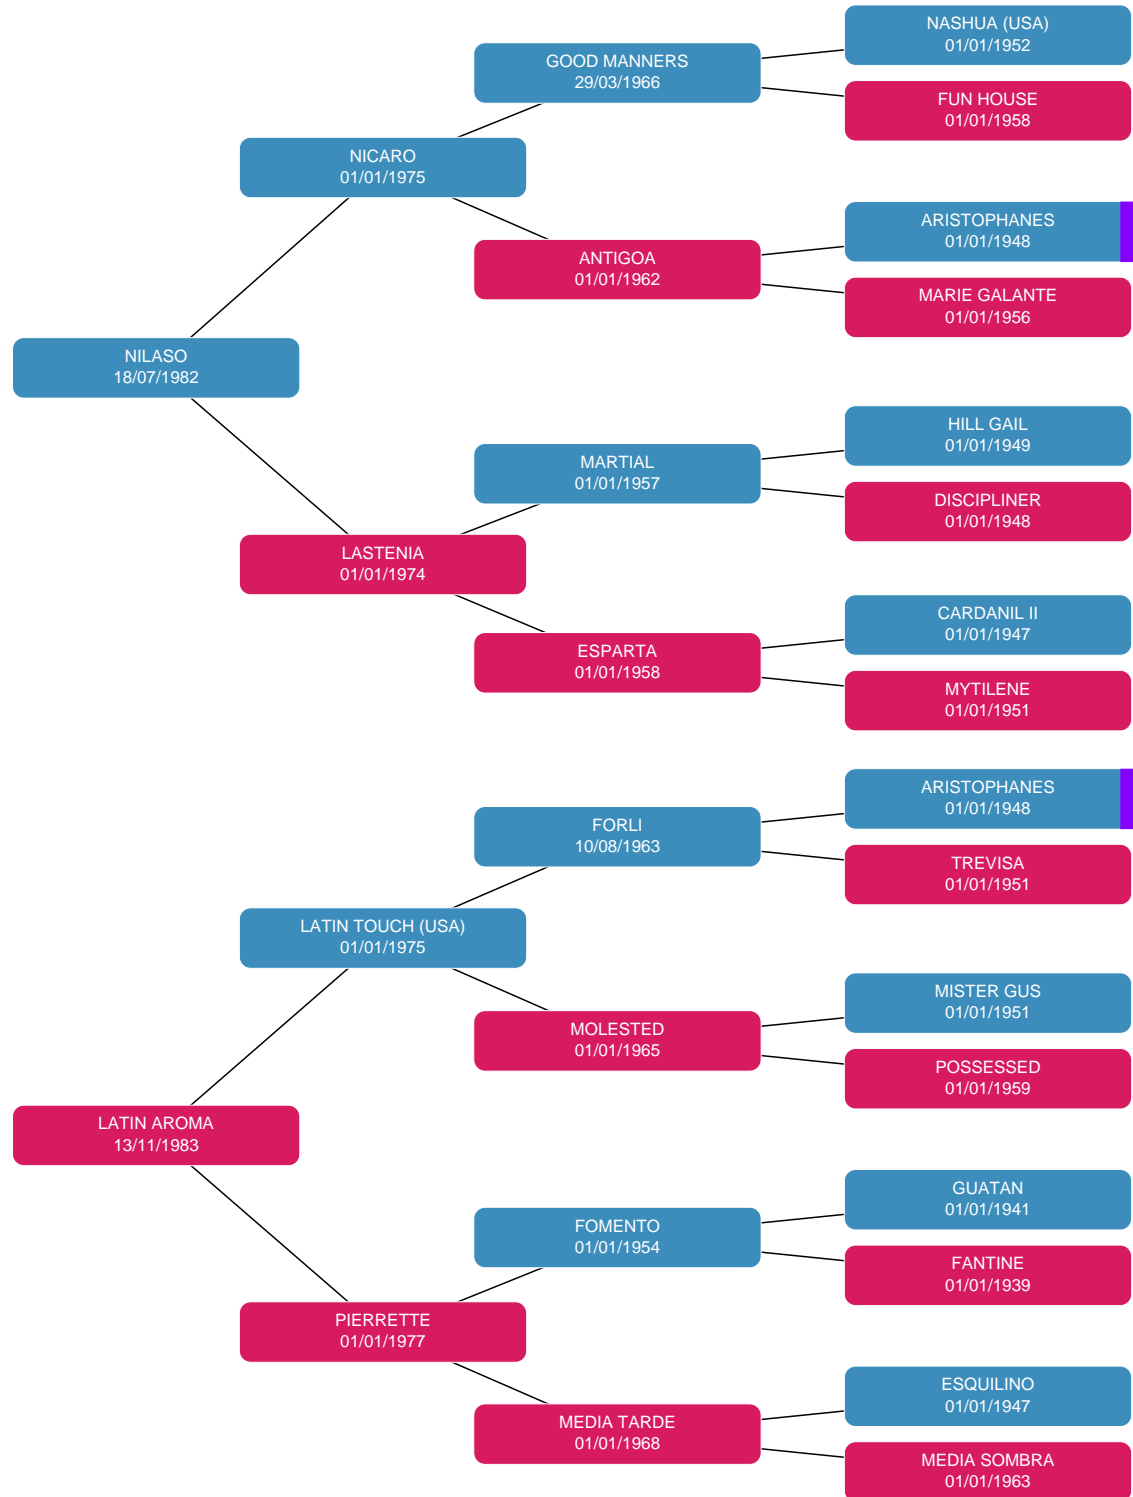 NASHUA (USA)
01/01/1952
GOOD MANNERS
29/03/1966
FUN HOUSE
01/01/1958
NICARO
01/01/1975
ARISTOPHANES
01/01/1948
ANTIGOA
01/01/1962
MARIE GALANTE
01/01/1956
NILASO
18/07/1982
HILL GAIL
01/01/1949
MARTIAL
01/01/1957
DISCIPLINER
01/01/1948
LASTENIA
01/01/1974
CARDANIL II
01/01/1947
ESPARTA
01/01/1958
MYTILENE
01/01/1951
ARISTOPHANES
01/01/1948
FORLI
10/08/1963
TREVISA
01/01/1951
LATIN TOUCH (USA)
01/01/1975
MISTER GUS
01/01/1951
MOLESTED
01/01/1965
POSSESSED
01/01/1959
LATIN AROMA
13/11/1983
GUATAN
01/01/1941
FOMENTO
01/01/1954
FANTINE
01/01/1939
PIERRETTE
01/01/1977
ESQUILINO
01/01/1947
MEDIA TARDE
01/01/1968
MEDIA SOMBRA
01/01/1963